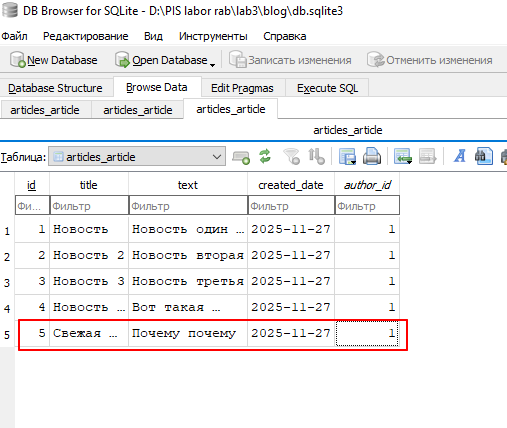 DB Browser for SQLite - D:\PIS labor rab\lab3\blog\db.sqlite3
Файл Редактирование Вид Инструменты Справка
New Database Open Database Записать изменения Отменить изменения
Database Structure Browse Data Edit Pragmas Execute SQL
articles_article articles_article articles_article
articles_article
Таблица: articles_article
id title text created_date author_id
Фи... Фильтр Фильтр Фильтр Фильтр
1 1 Новость Новость один … 2025-11-27 1
2 2 Новость 2 Новость вторая 2025-11-27 1
3 3 Новость 3 Новость третья 2025-11-27 1
4 4 Новость … Вот такая … 2025-11-27 1
5 5 Свежая … Почему почему 2025-11-27 1